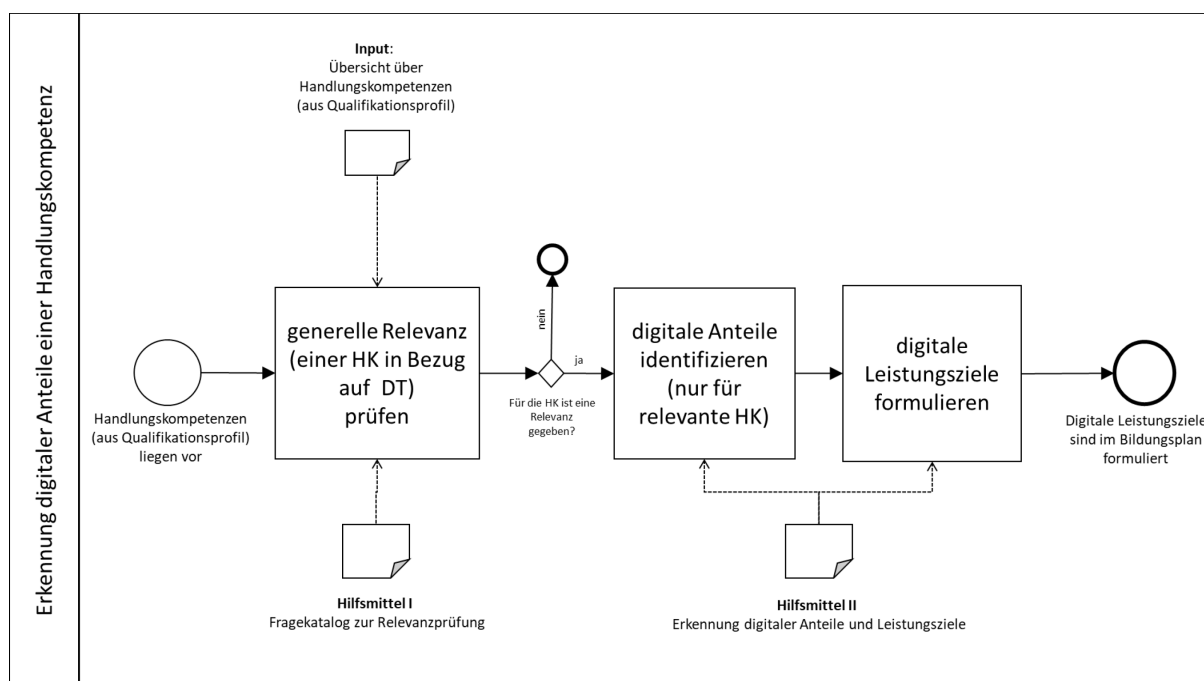 Erkennung digitaler Anteile einer Handlungskompetenz
Input:
Übersicht über
Handlungskompetenzen
(aus Qualifikationsprofil)
Handlungskompetenzen
(aus Qualifikationsprofil)
liegen vor
generelle Relevanz
(einer HK in Bezug
auf DT)
prüfen
nein
ja
Für die HK ist eine
Relevanz
gegeben?
digitale Anteile
identifizieren
(nur für
relevante HK)
digitale
Leistungsziele
formulieren
Digitale Leistungsziele
sind im Bildungsplan
formuliert
Hilfsmittel I
Fragekatalog zur Relevanzprüfung
Hilfsmittel II
Erkennung digitaler Anteile und Leistungsziele